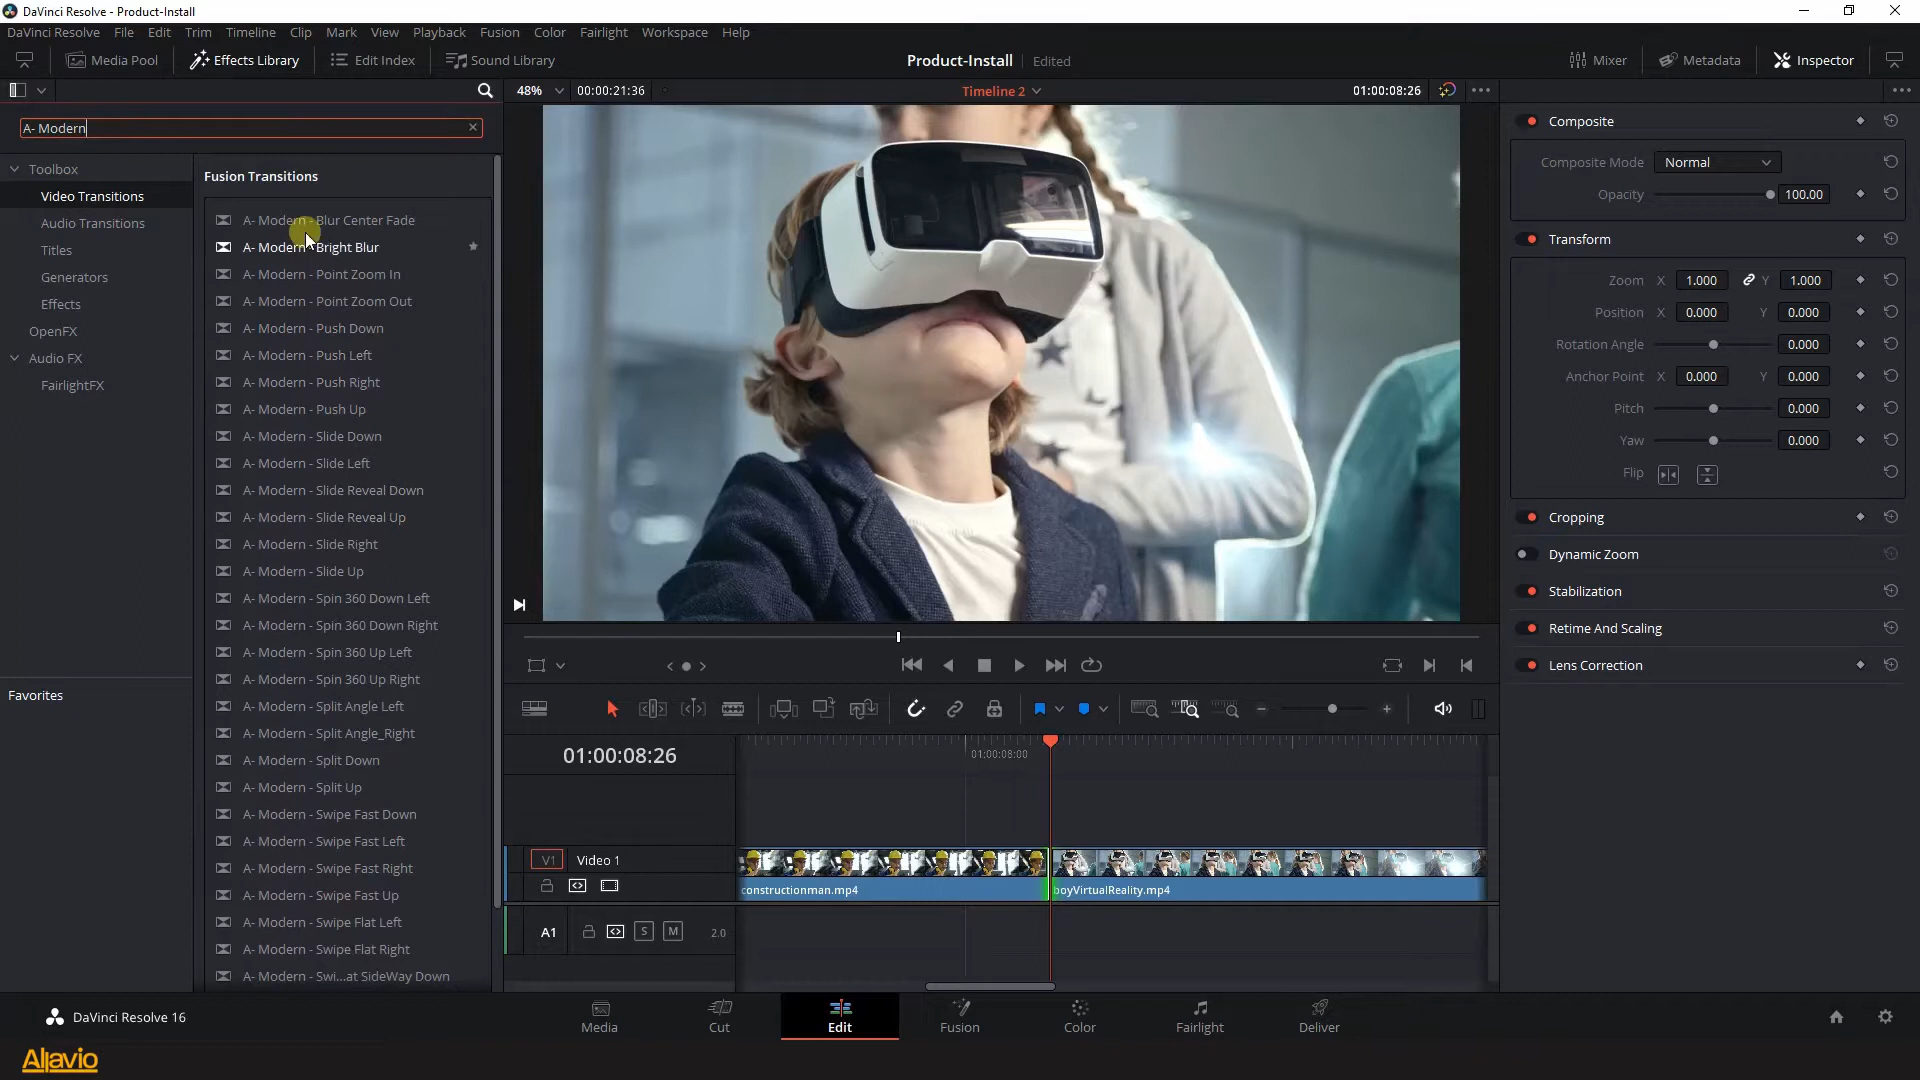 DaVinci Resolve - Product-Install
DaVinci Resolve File Edit Trim Timeline Clip Mark View Playback Fusion Color Fairlight Workspace Help
Media Pool Effects Library Edit Index Sound Library Product-Install Edited Mixer Metadata Inspector
48% 00:00:21:36 Timeline 2 01:00:08:26
A- Modern
Toolbox
Video Transitions
Audio Transitions
Titles
Generators
Effects
OpenFX
Audio FX
FairlightFX
Favorites
Fusion Transitions
A- Modern - Blur Center Fade
A- Modern - Bright Blur
A- Modern - Point Zoom In
A- Modern - Point Zoom Out
A- Modern - Push Down
A- Modern - Push Left
A- Modern - Push Right
A- Modern - Push Up
A- Modern - Slide Down
A- Modern - Slide Left
A- Modern - Slide Reveal Down
A- Modern - Slide Reveal Up
A- Modern - Slide Right
A- Modern - Slide Up
A- Modern - Spin 360 Down Left
A- Modern - Spin 360 Down Right
A- Modern - Spin 360 Up Left
A- Modern - Spin 360 Up Right
A- Modern - Split Angle Left
A- Modern - Split Angle_Right
A- Modern - Split Down
A- Modern - Split Up
A- Modern - Swipe Fast Down
A- Modern - Swipe Fast Left
A- Modern - Swipe Fast Right
A- Modern - Swipe Fast Up
A- Modern - Swipe Flat Left
A- Modern - Swipe Flat Right
A- Modern - Swi...at SideWay Down
Composite
Composite Mode Normal
Opacity 100.00
Transform
Zoom X 1.000 Y 1.000
Position X 0.000 Y 0.000
Rotation Angle 0.000
Anchor Point X 0.000 Y 0.000
Pitch 0.000
Yaw 0.000
Flip
Cropping
Dynamic Zoom
Stabilization
Retime And Scaling
Lens Correction
01:00:08:26
01:00:08:00
V1 Video 1
constructionman.mp4 boyVirtualReality.mp4
A1 S M 2.0
DaVinci Resolve 16
Media Cut Edit Fusion Color Fairlight Deliver
Allavio